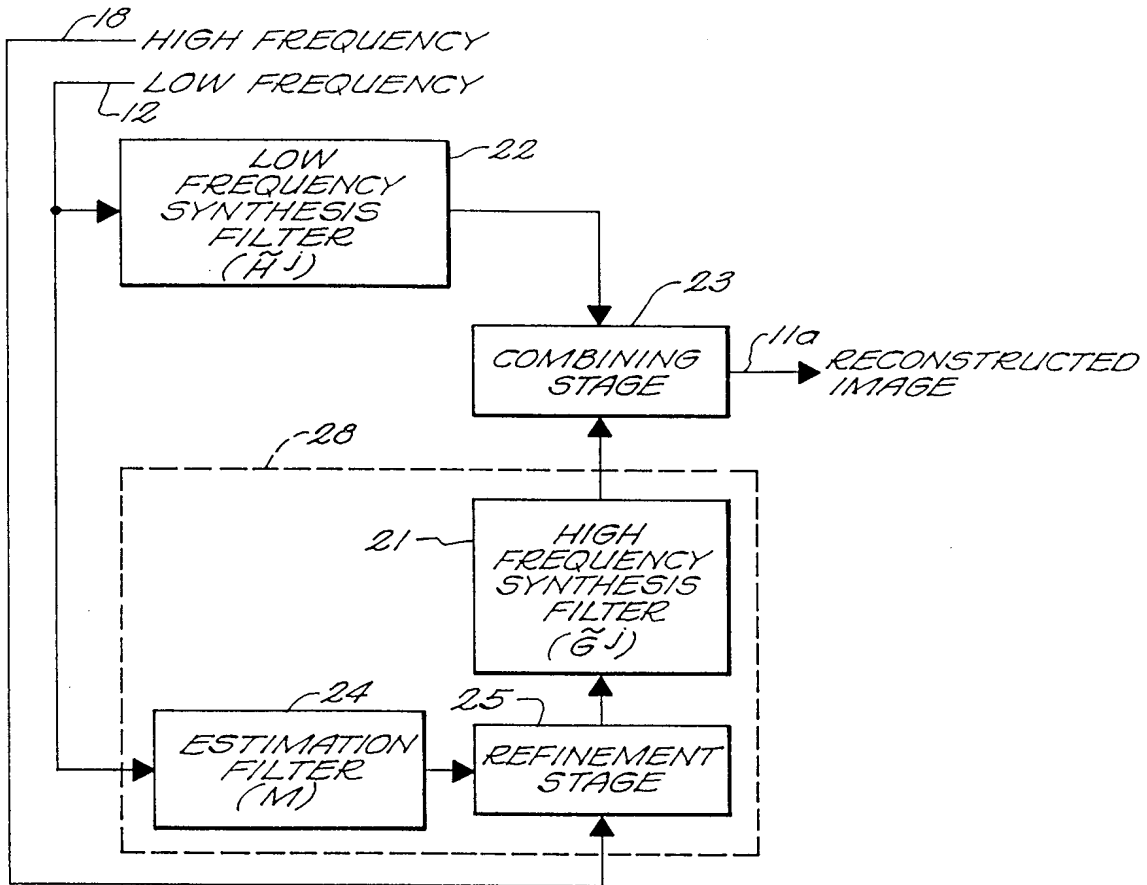 18
HIGH FREQUENCY
LOW FREQUENCY
12
LOW
FREQUENCY
SYNTHESIS
FILTER
(H̃ j)
22
23
COMBINING
STAGE
11a
RECONSTRUCTED
IMAGE
28
21
HIGH
FREQUENCY
SYNTHESIS
FILTER
(G̃ j)
24
ESTIMATION
FILTER
(M)
25
REFINEMENT
STAGE